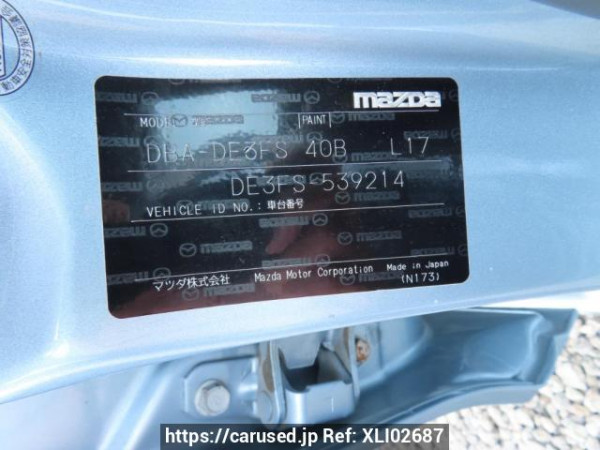 mazda
MODEL PAINT
DBA-DE3FS 40B L17
DE3FS-539214
VEHICLE ID NO.: 車台番号
マツダ株式会社 Mazda Motor Corporation Made in Japan
(N173)
https://carused.jp Ref: XLI02687